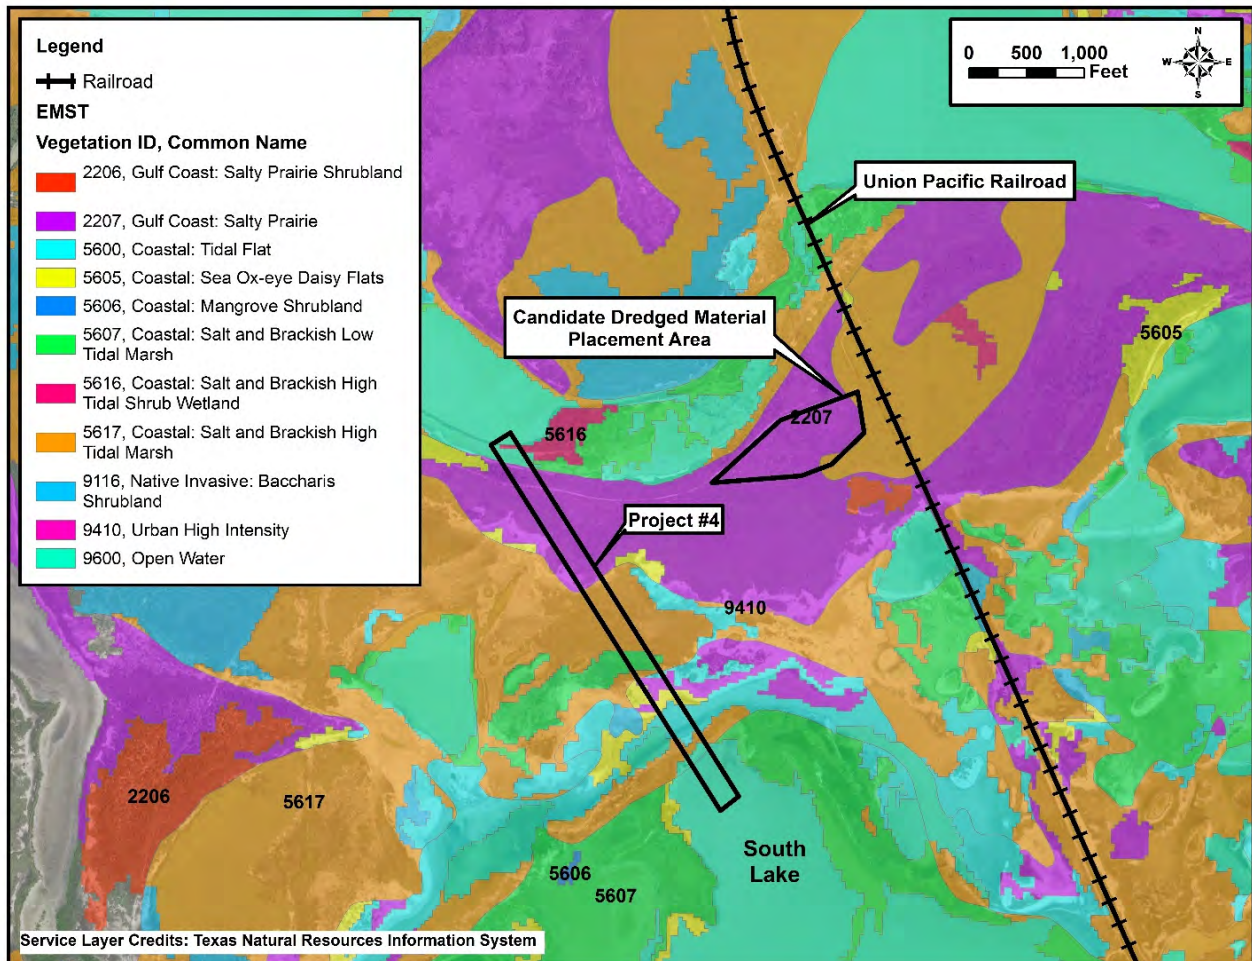 Legend
Railroad
EMST
Vegetation ID, Common Name
2206, Gulf Coast: Salty Prairie Shrubland
2207, Gulf Coast: Salty Prairie
5600, Coastal: Tidal Flat
5605, Coastal: Sea Ox-eye Daisy Flats
5606, Coastal: Mangrove Shrubland
5607, Coastal: Salt and Brackish Low
Tidal Marsh
5616, Coastal: Salt and Brackish High
Tidal Shrub Wetland
5617, Coastal: Salt and Brackish High
Tidal Marsh
9116, Native Invasive: Baccharis
Shrubland
9410, Urban High Intensity
9600, Open Water
0 500 1,000
Feet
N
W E
S
Union Pacific Railroad
Candidate Dredged Material
Placement Area
5605
2207
5616
Project #4
9410
2206
5617
South
Lake
5606
5607
Service Layer Credits: Texas Natural Resources Information System